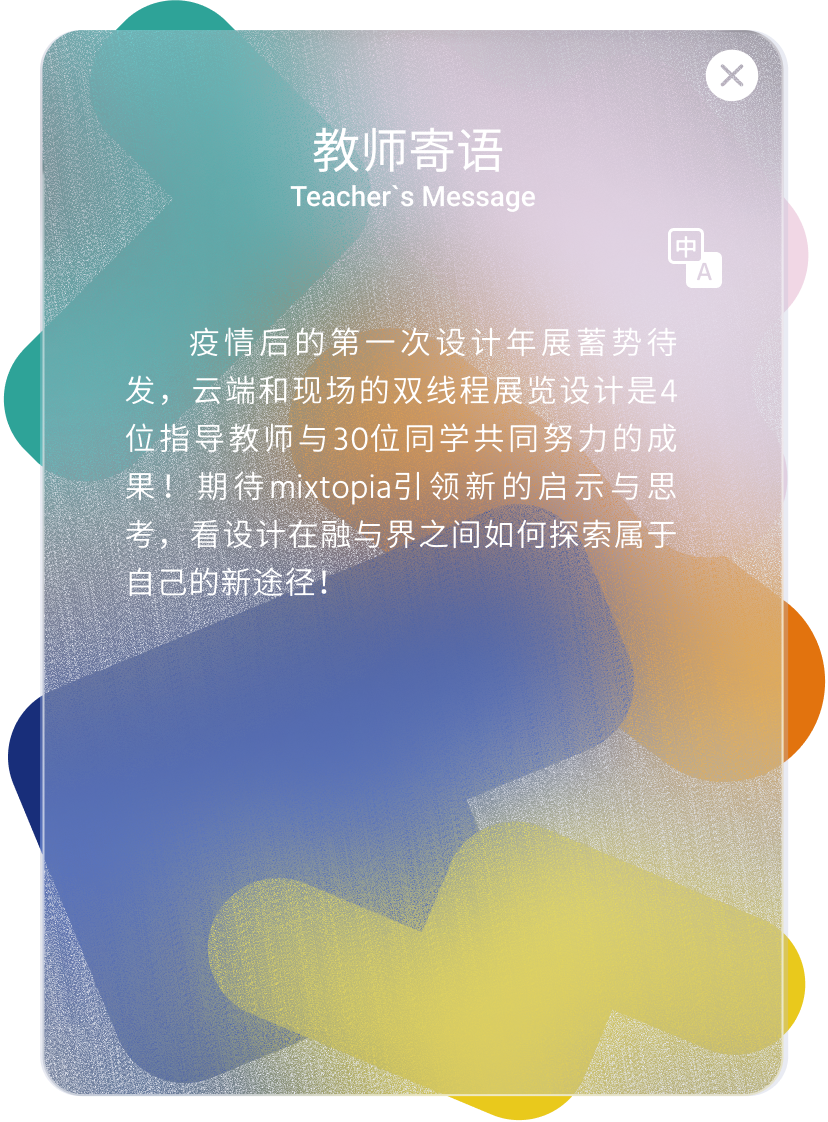 教师寄语
Teacher`s Message
中
A
疫情后的第一次设计年展蓄势待
发，云端和现场的双线程展览设计是4
位指导教师与30位同学共同努力的成
果！期待mixtopia引领新的启示与思
考，看设计在融与界之间如何探索属于
自己的新途径！